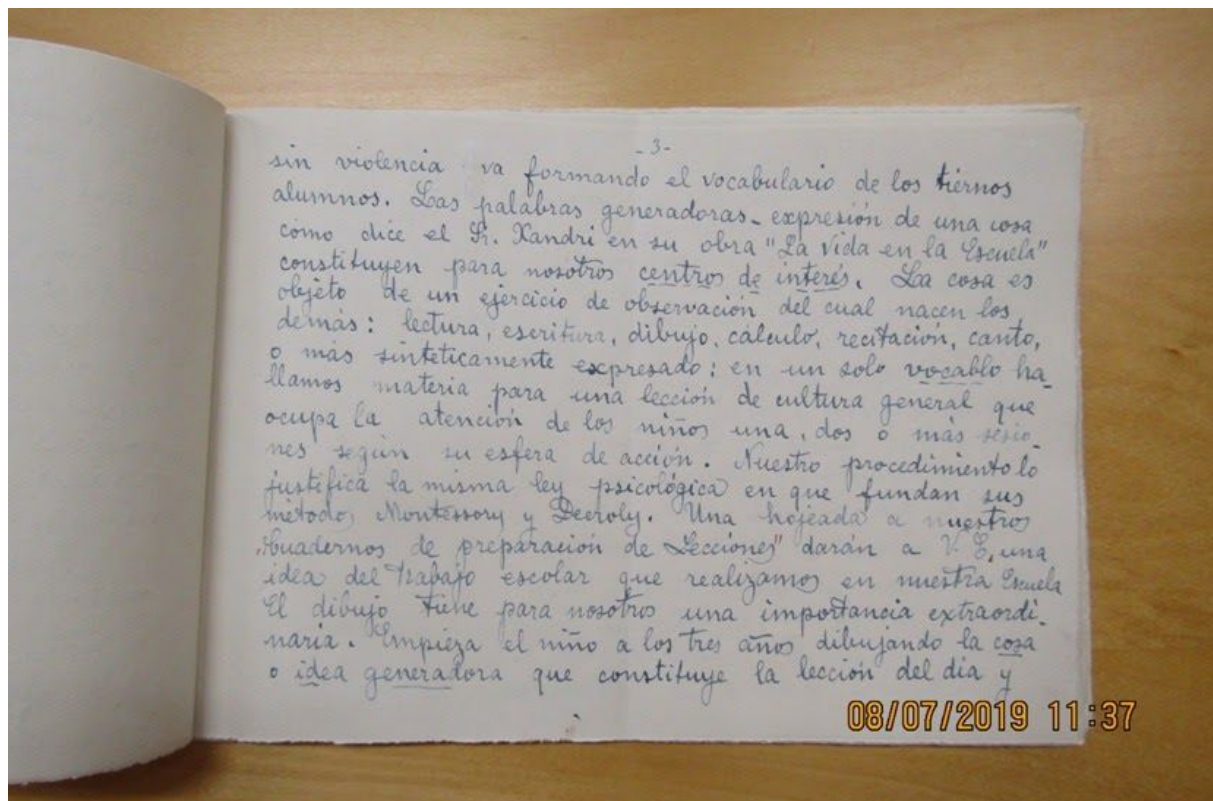 -3-
sin violencia va formando el vocabulario de los tiernos
alumnos. Las palabras generadoras - expresión de una cosa
como dice el Sr. Xandri en su obra "La Vida en la Escuela"
constituyen para nosotros centros de interés. La cosa es
objeto de un ejercicio de observación del cual nacen los
demás: lectura, escritura, dibujo, cálculo, recitación, canto,
o más sinteticamente expresado: en un solo vocablo ha_
llamos materia para una lección de cultura general que
ocupa la atención de los niños una, dos o más sesio_
nes según su esfera de acción. Nuestro procedimiento lo
justifica la misma ley psicológica en que fundan sus
metodos Montessory y Decroly. Una hojeada a nuestros
"Cuadernos de preparación de Lecciones" darán a V. E. una
idea del trabajo escolar que realizamos en nuestra Escuela
El dibujo tiene para nosotros una importancia extraordi_
naria. Empieza el niño a los tres años dibujando la cosa
o idea generadora que constituye la lección del día y
08/07/2019 11:37